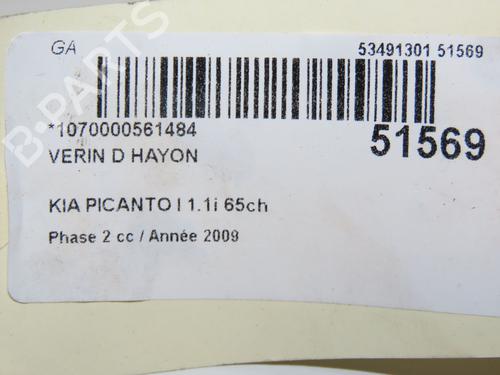 GA
53491301 51569
*1070000561484
51569
VERIN D HAYON
KIA PICANTO I 1.1i 65ch
Phase 2 cc / Année 2009
B-PARTS